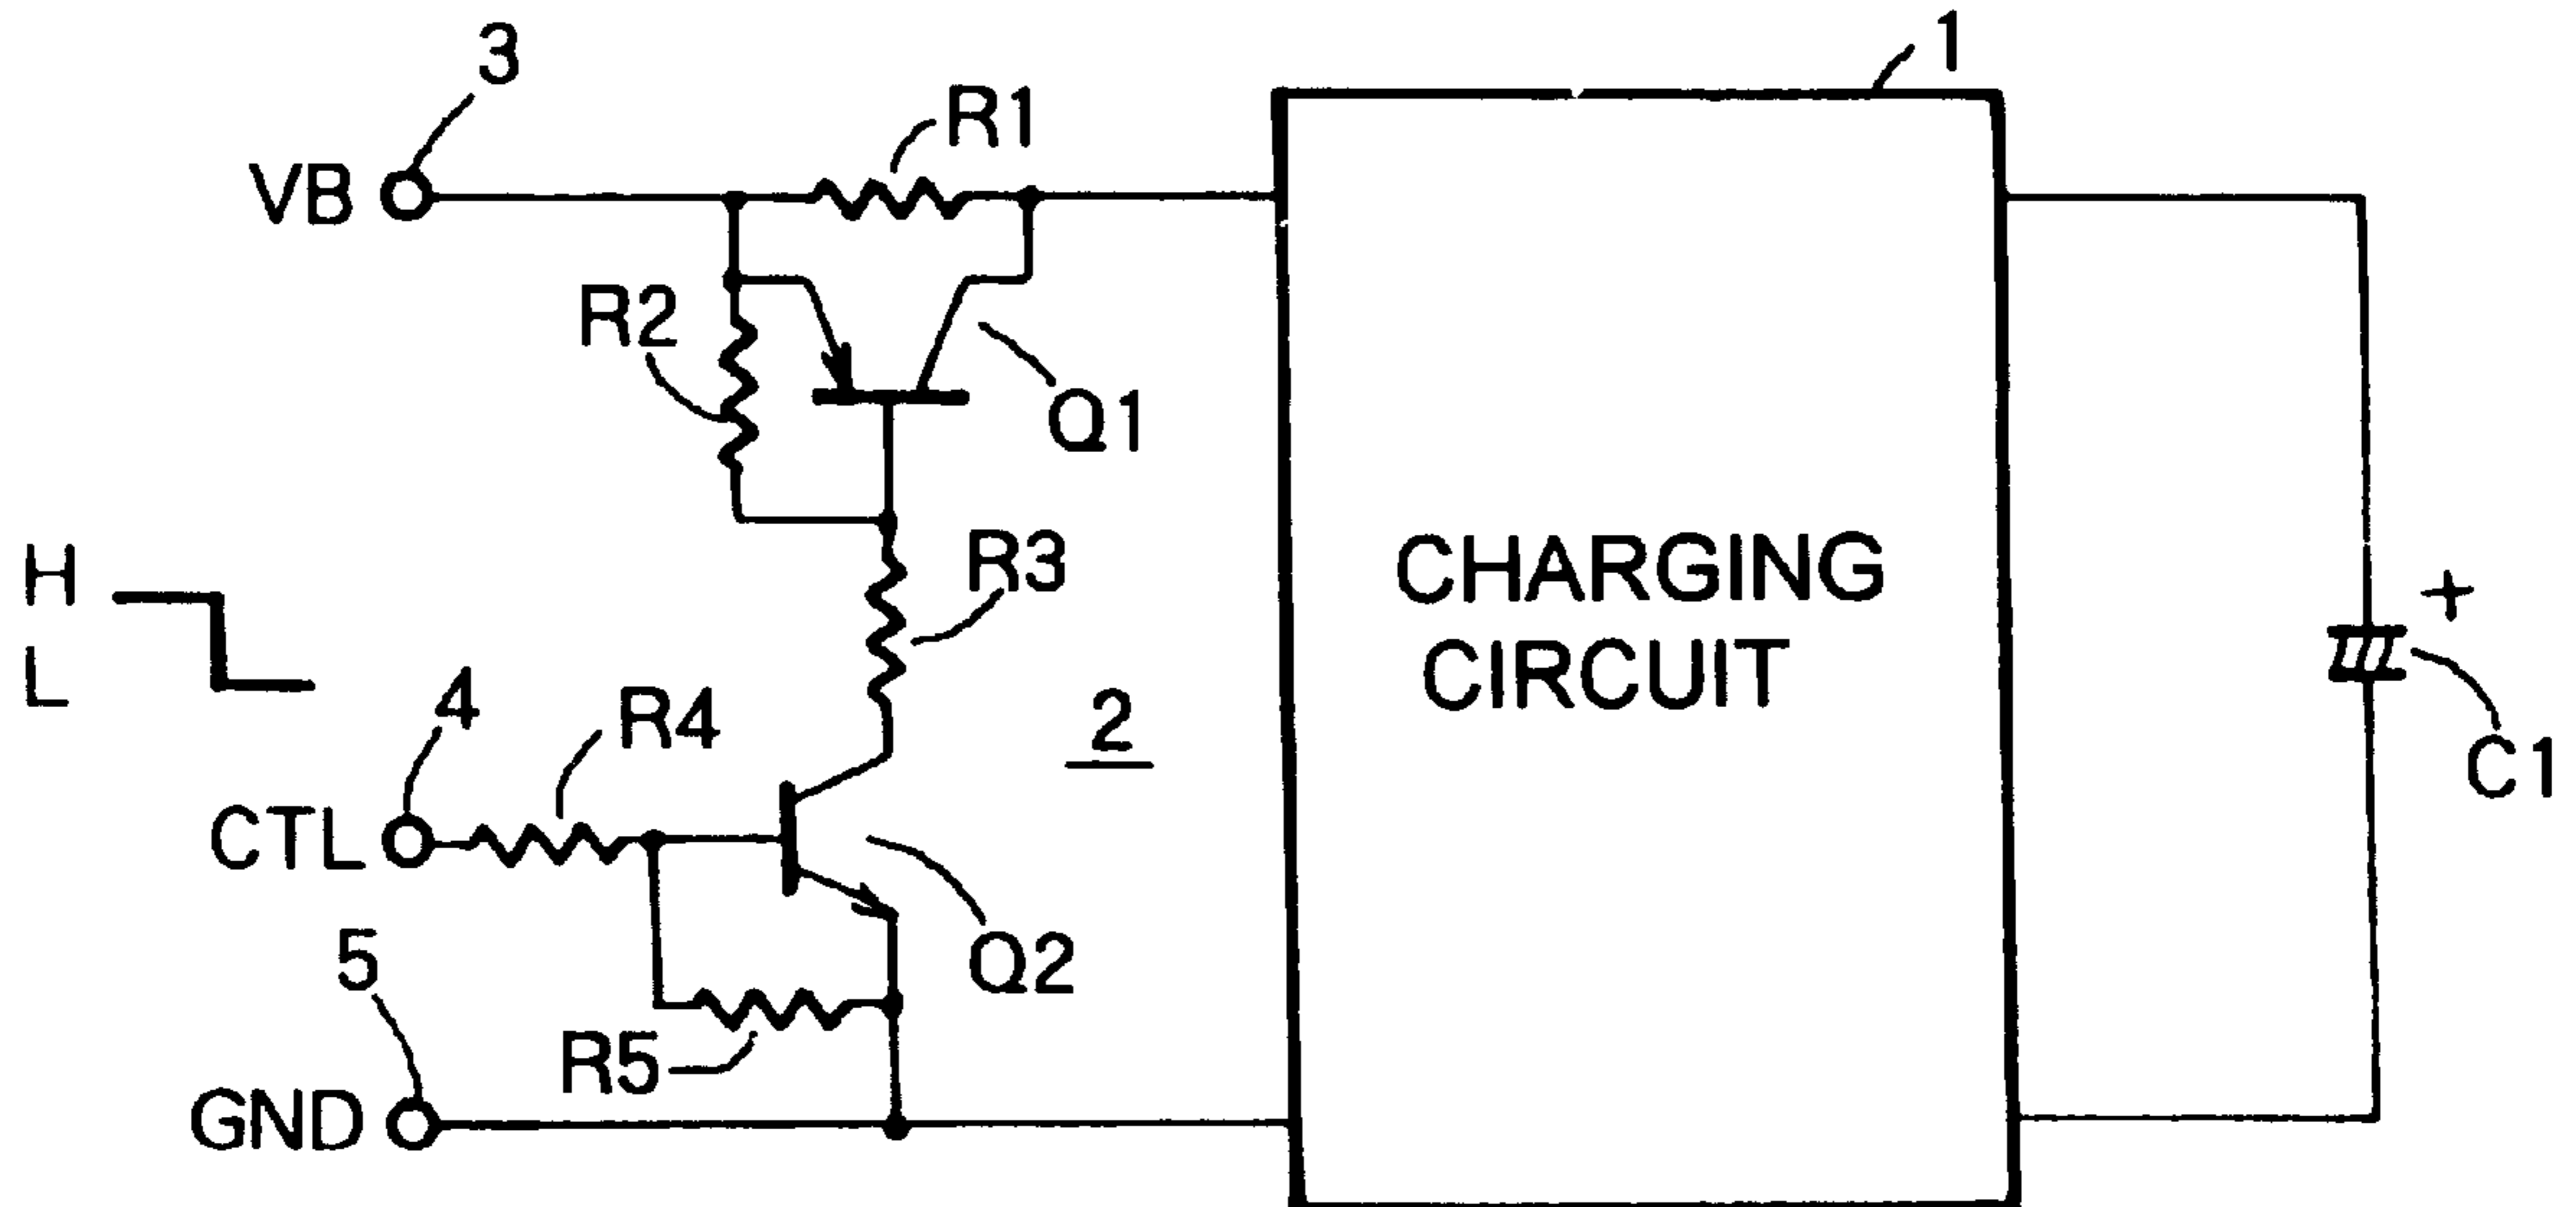 3
1
R1
VB
R2
Q1
H
R3
CHARGING
CIRCUIT
+
L
4
R4
2
C1
CTL
5
Q2
R5
GND